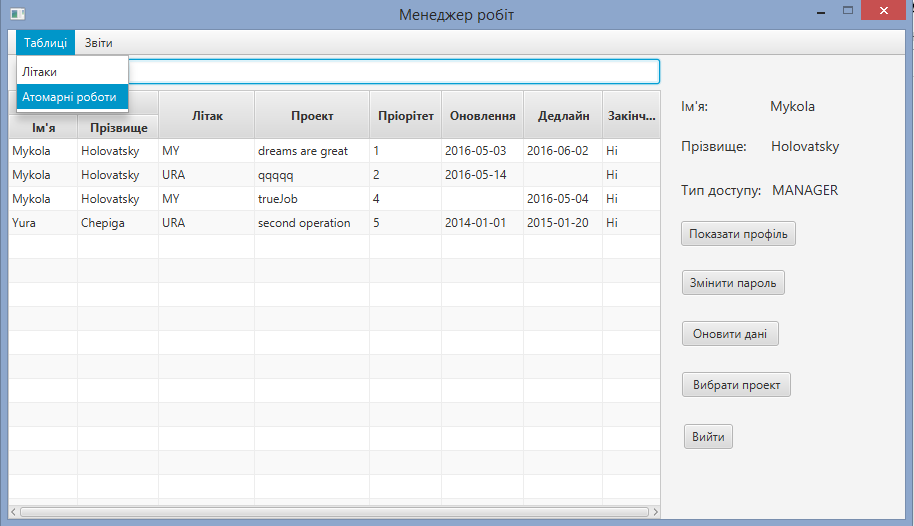 Менеджер робіт
Таблиці Звіти
Літаки
Атомарні роботи
Ім'я Прізвище Літак Проект Пріорітет Оновлення Дедлайн Закінч...
Mykola Holovatsky MY dreams are great 1 2016-05-03 2016-06-02 Ні
Mykola Holovatsky URA qqqqq 2 2016-05-14 Ні
Mykola Holovatsky MY trueJob 4 2016-05-04 Ні
Yura Chepiga URA second operation 5 2014-01-01 2015-01-20 Ні
Ім'я: Mykola
Прізвище: Holovatsky
Тип доступу: MANAGER
Показати профіль
Змінити пароль
Оновити дані
Вибрати проект
Вийти